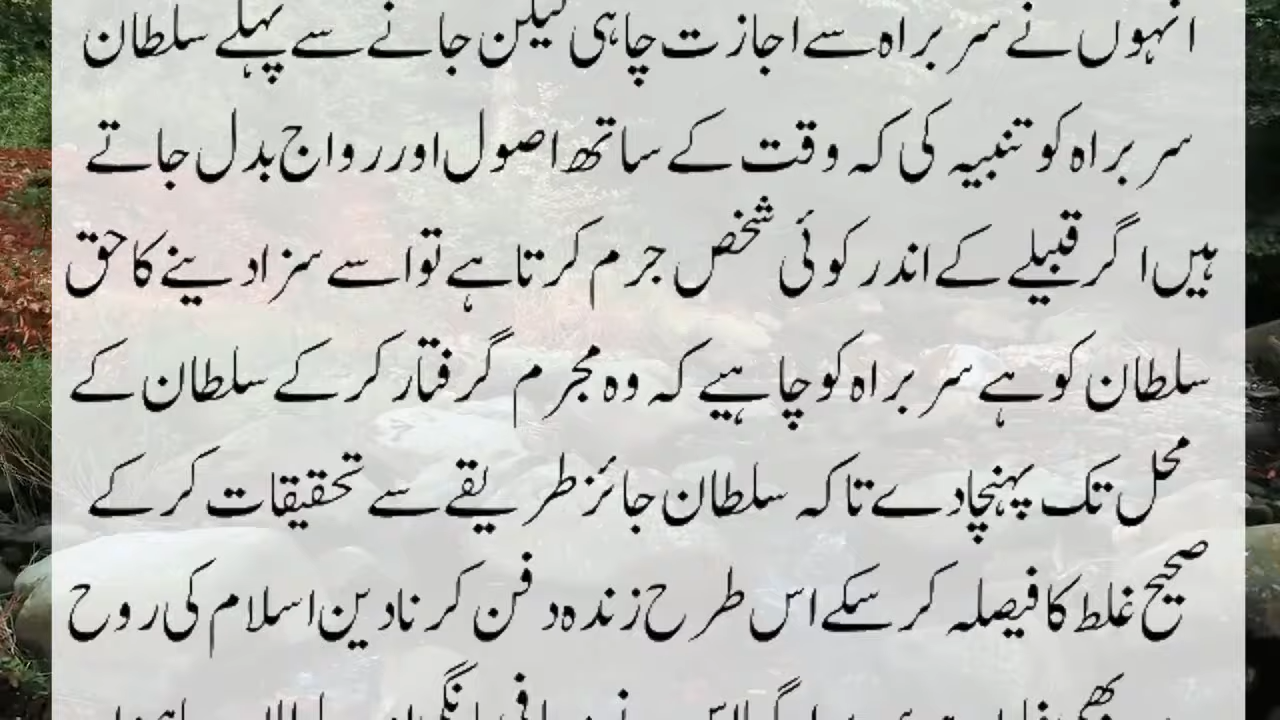 انہوں نے سربراہ سے اجازت چاہی لیکن جانے سے پہلے سلطان
سربراہ کو تنبیہ کی کہ وقت کے ساتھ اصول اور رواج بدل جاتے
ہیں اگر قبیلے کے اندر کوئی شخص جرم کرتا ہے تو اسے سزا دینے کا حق
سلطان کو ہے سربراہ کو چاہیے کہ وہ مجرم گرفتار کر کے سلطان کے
محل تک پہنچا دے تاکہ سلطان جائز طریقے سے تحقیقات کر کے
صحیح غلط کا فیصلہ کر سکے اس طرح زندہ دفن کرنا دین اسلام کی روح